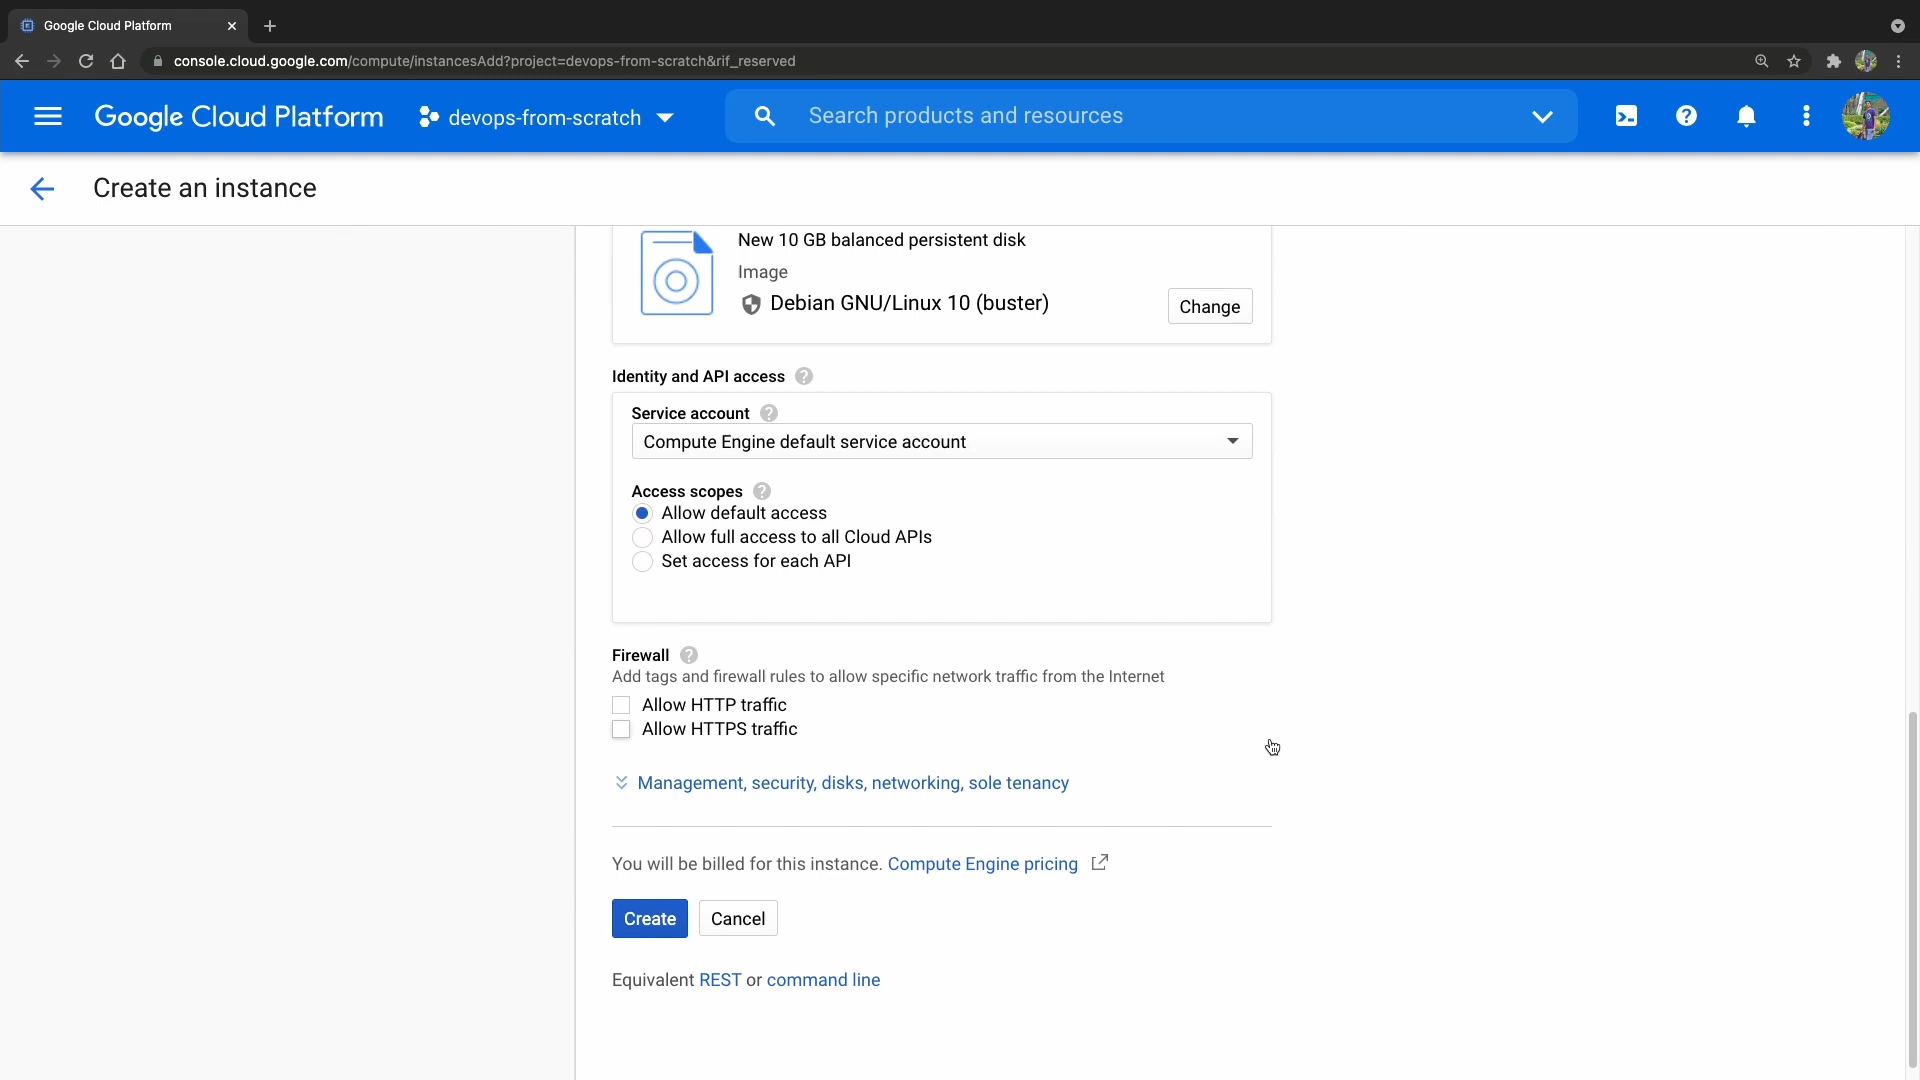 Google Cloud Platform
console.cloud.google.com/compute/instancesAdd?project=devops-from-scratch&rif_reserved
Google Cloud Platform
devops-from-scratch
Search products and resources
Create an instance
New 10 GB balanced persistent disk
Image
Debian GNU/Linux 10 (buster)
Change
Identity and API access
Service account
Compute Engine default service account
Access scopes
Allow default access
Allow full access to all Cloud APIs
Set access for each API
Firewall
Add tags and firewall rules to allow specific network traffic from the Internet
Allow HTTP traffic
Allow HTTPS traffic
Management, security, disks, networking, sole tenancy
You will be billed for this instance. Compute Engine pricing
Create
Cancel
Equivalent REST or command line